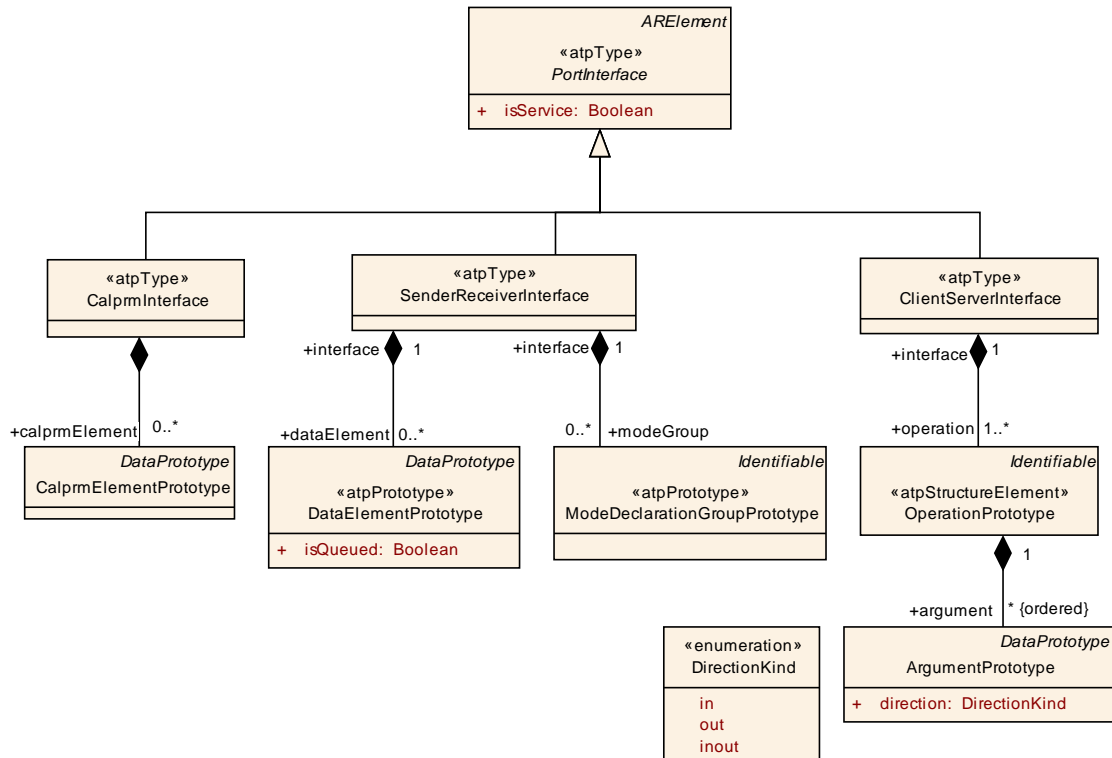 ARElement
«atpType»
PortInterface
+ isService: Boolean
«atpType»
CalprmInterface
«atpType»
SenderReceiverInterface
«atpType»
ClientServerInterface
+interface 1
+interface 1
+interface 1
+calprmElement 0..*
+dataElement 0..*
0..* +modeGroup
+operation 1..*
DataPrototype
CalprmElementPrototype
DataPrototype
«atpPrototype»
DataElementPrototype
+ isQueued: Boolean
Identifiable
«atpPrototype»
ModeDeclarationGroupPrototype
Identifiable
«atpStructureElement»
OperationPrototype
1
+argument * {ordered}
«enumeration»
DirectionKind
in
out
inout
DataPrototype
ArgumentPrototype
+ direction: DirectionKind